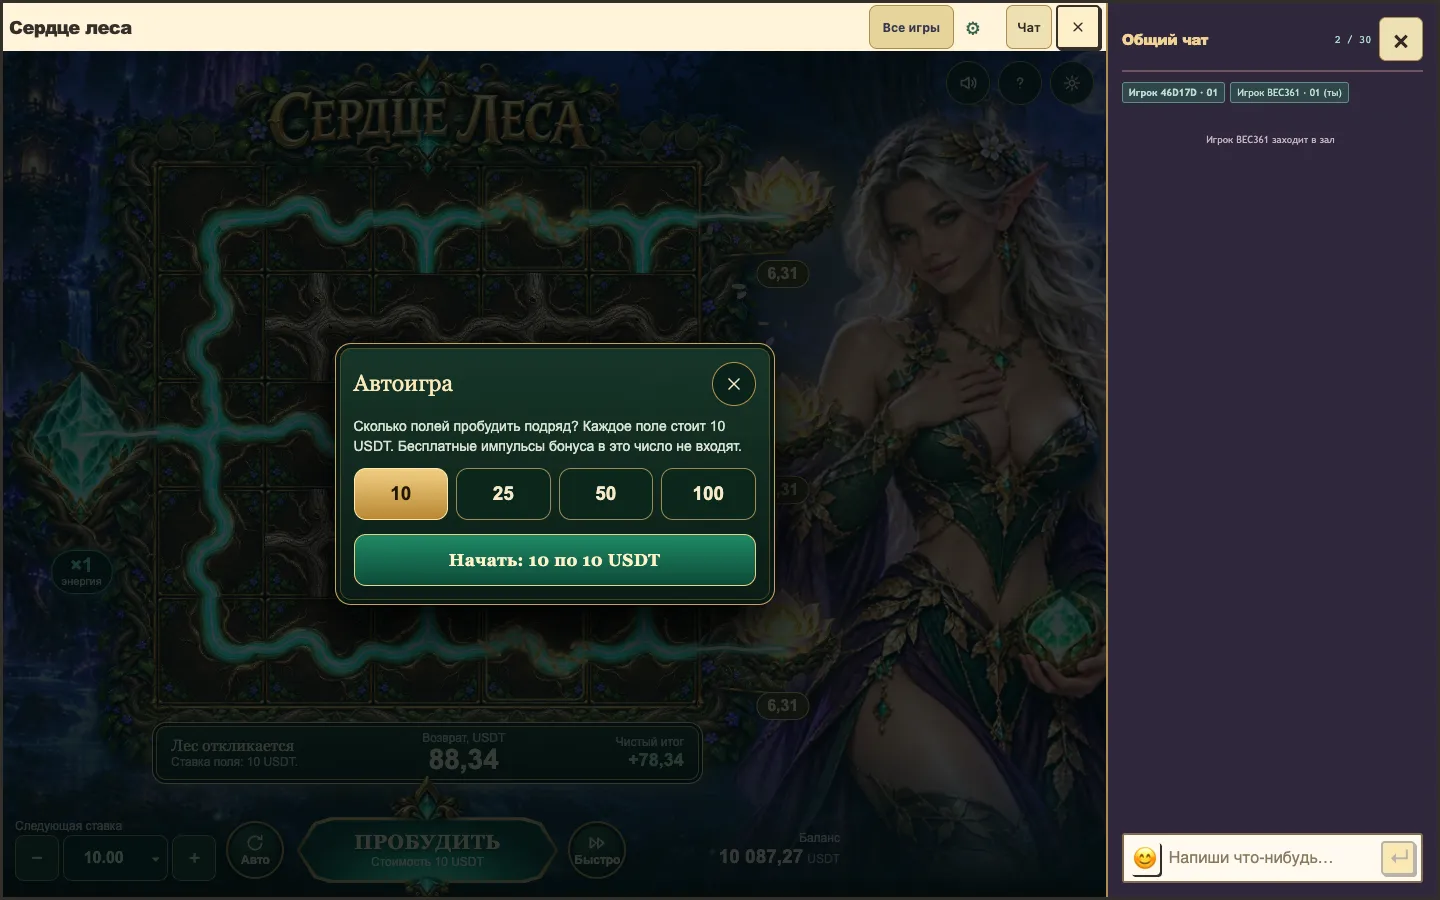 Сердце леса
Все игры
Чат
Общий чат
2 / 30
Игрок 46D17D · 01
Игрок BEC361 · 01 (ты)
Игрок BEC361 заходит в зал
Сердце Леса
?
6,31
Автоигра
Сколько полей пробудить подряд? Каждое поле стоит 10
USDT. Бесплатные импульсы бонуса в это число не входят.
10
25
50
100
Начать: 10 по 10 USDT
×1
энергия
6,31
Лес откликается
Ставка поля: 10 USDT.
Возврат, USDT
88,34
Чистый итог
+78,34
Следующая ставка
−
10.00
+
Авто
ПРОБУДИТЬ
Стоимость 10 USDT
Быстро
Баланс
10 087,27 USDT
Напиши что-нибудь...